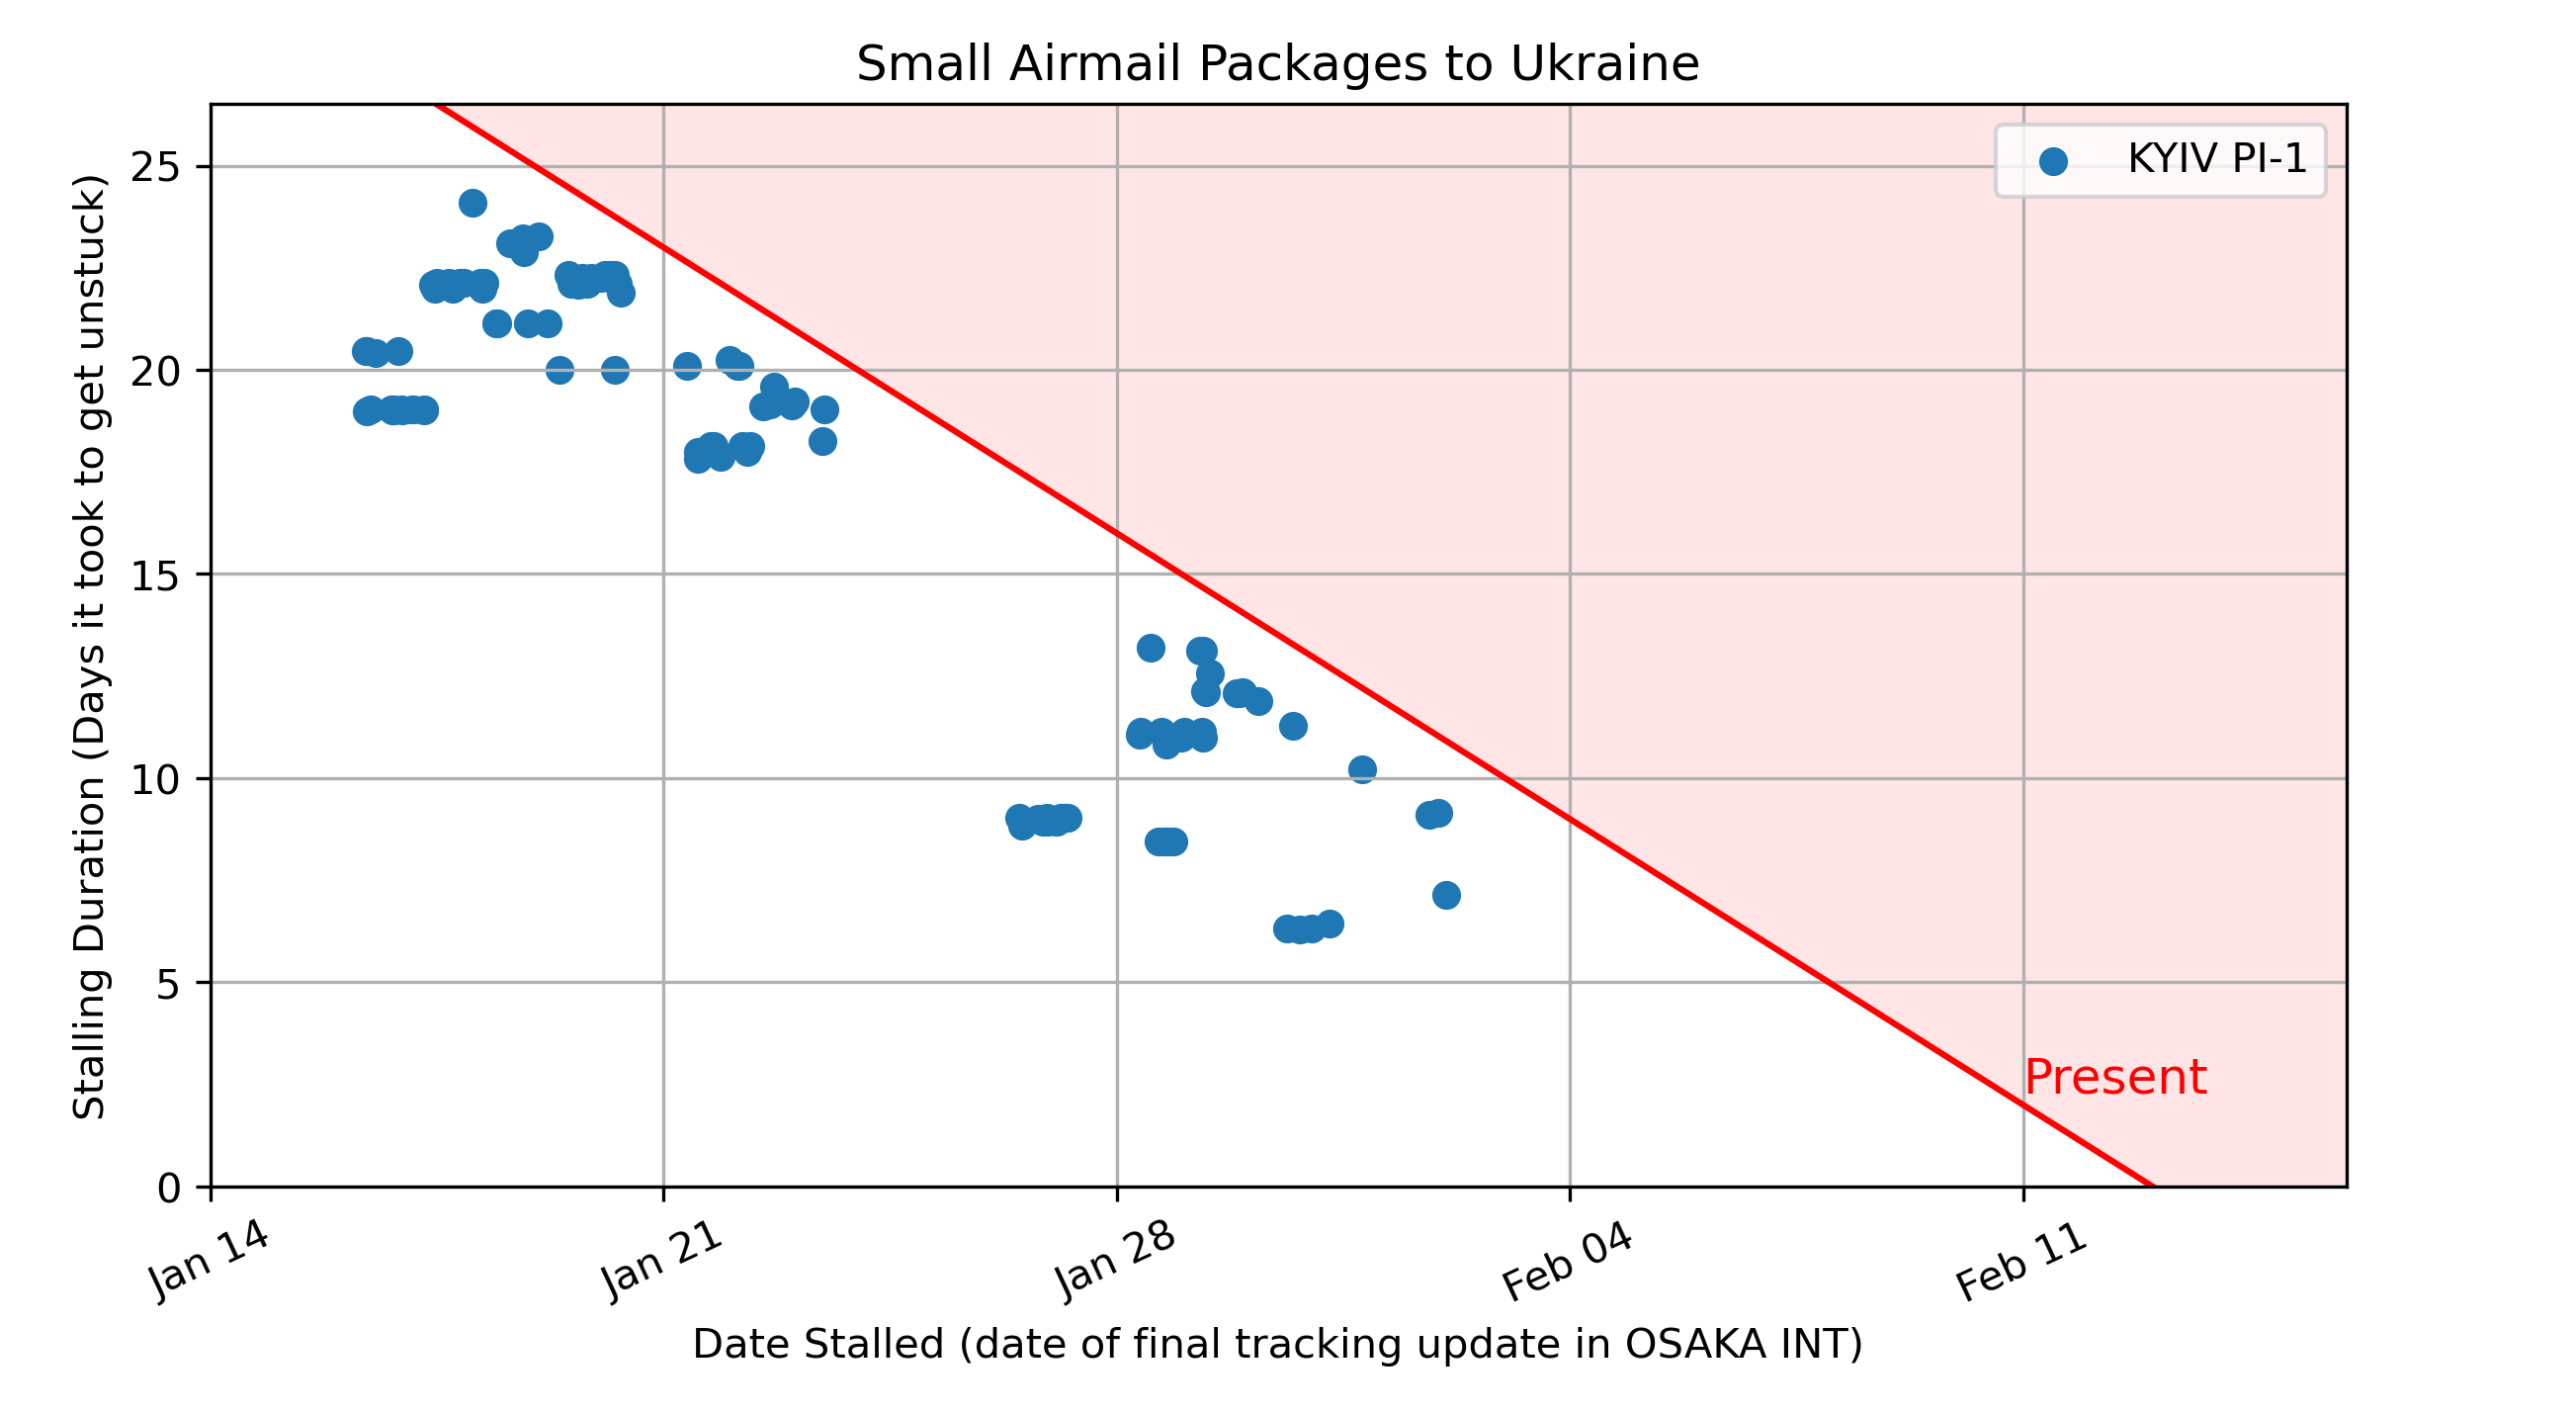 Small Airmail Packages to Ukraine
KYIV PI-1
Stalling Duration (Days it took to get unstuck)
25
20
15
10
5
0
Present
Jan 14
Jan 21
Jan 28
Feb 04
Feb 11
Date Stalled (date of final tracking update in OSAKA INT)